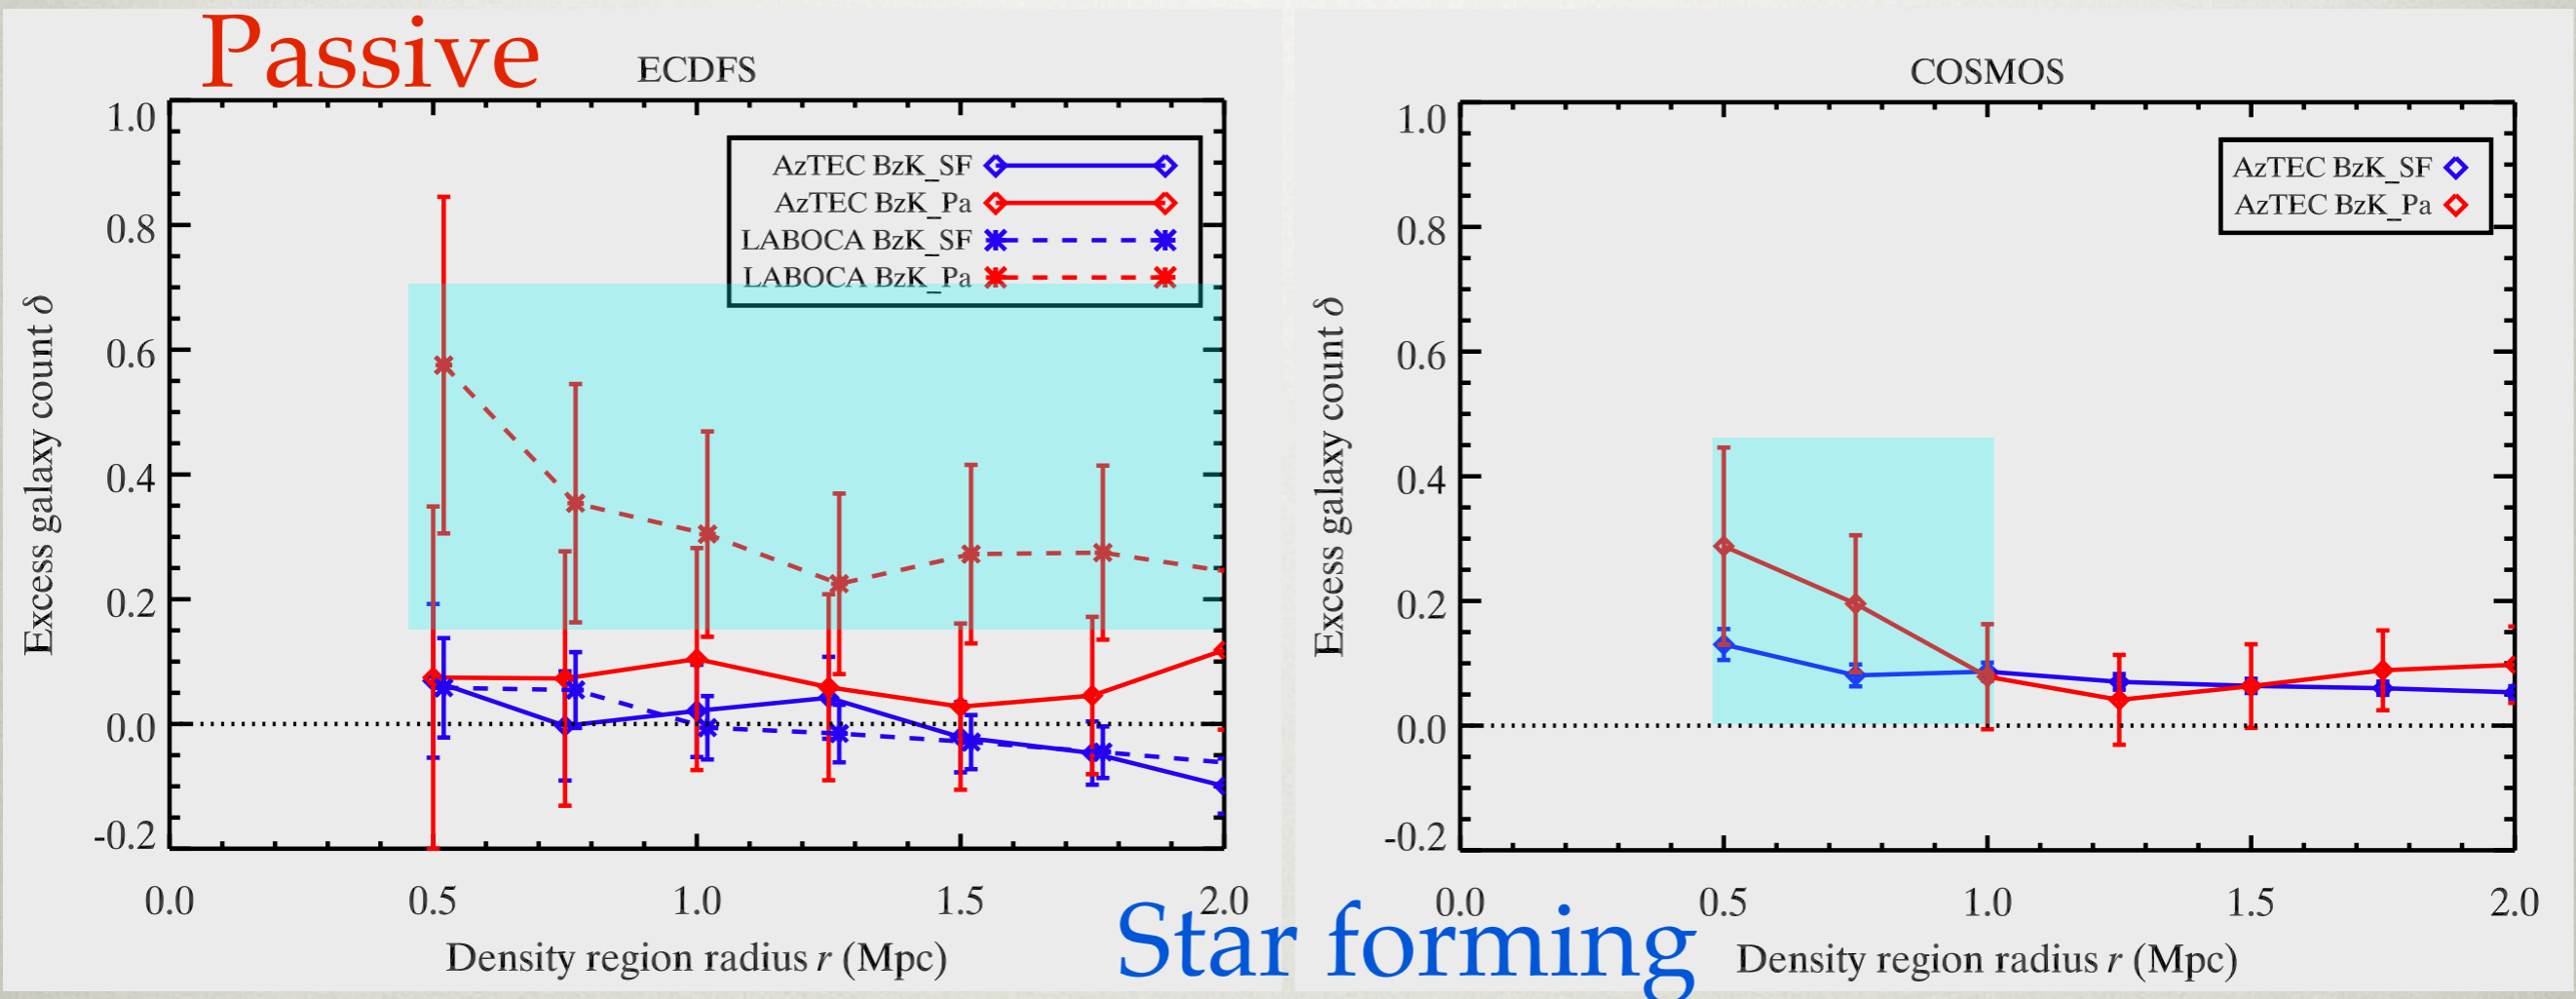 Passive
ECDFS
1.0
0.8
0.6
0.4
0.2
0.0
-0.2
Excess galaxy count δ
AzTEC BzK_SF
AzTEC BzK_Pa
LABOCA BzK_SF
LABOCA BzK_Pa
0.0 0.5 1.0 1.5 2.0
Density region radius r (Mpc)
COSMOS
1.0
0.8
0.6
0.4
0.2
0.0
-0.2
Excess galaxy count δ
AzTEC BzK_SF
AzTEC BzK_Pa
0.0 0.5 1.0 1.5 2.0
Density region radius r (Mpc)
Star forming